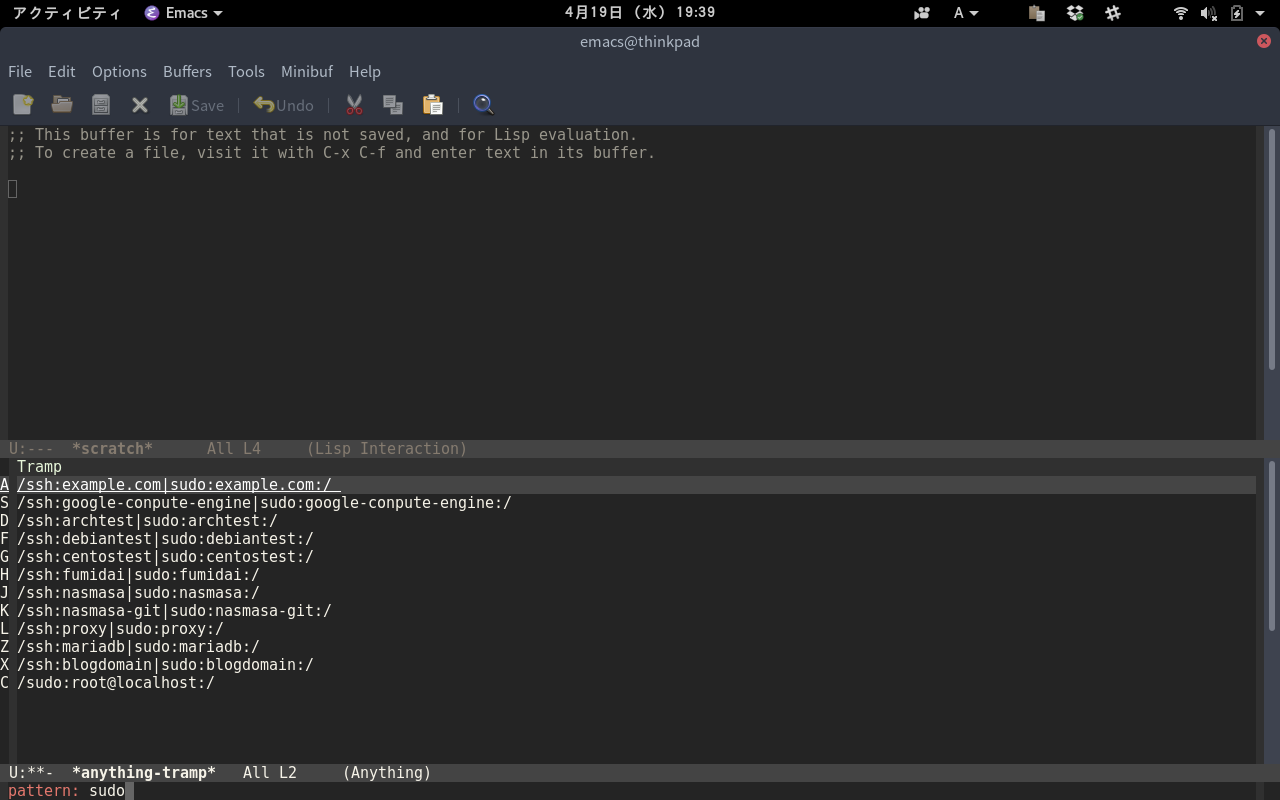 アクティビティ Emacs 4月19日 (水) 19:39 A
emacs@thinkpad
File Edit Options Buffers Tools Minibuf Help
Save Undo
;; This buffer is for text that is not saved, and for Lisp evaluation.
;; To create a file, visit it with C-x C-f and enter text in its buffer.
U:--- *scratch* All L4 (Lisp Interaction)
Tramp
A /ssh:example.com|sudo:example.com:/
S /ssh:google-conpute-engine|sudo:google-conpute-engine:/
D /ssh:archtest|sudo:archtest:/
F /ssh:debiantest|sudo:debiantest:/
G /ssh:centostest|sudo:centostest:/
H /ssh:fumidai|sudo:fumidai:/
J /ssh:nasmasa|sudo:nasmasa:/
K /ssh:nasmasa-git|sudo:nasmasa-git:/
L /ssh:proxy|sudo:proxy:/
Z /ssh:mariadb|sudo:mariadb:/
X /ssh:blogdomain|sudo:blogdomain:/
C /sudo:root@localhost:/
U:**- *anything-tramp* All L2 (Anything)
pattern: sudo